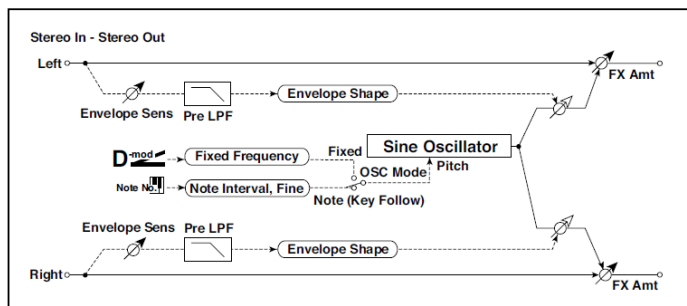 Stereo In - Stereo Out
Left
FX Amt
Envelope Sens
Pre LPF
Envelope Shape
D-mod
Fixed Frequency
Fixed
Sine Oscillator
OSC Mode
Pitch
Note No.
Note Interval, Fine
Note (Key Follow)
Envelope Sens
Pre LPF
Envelope Shape
Right
FX Amt